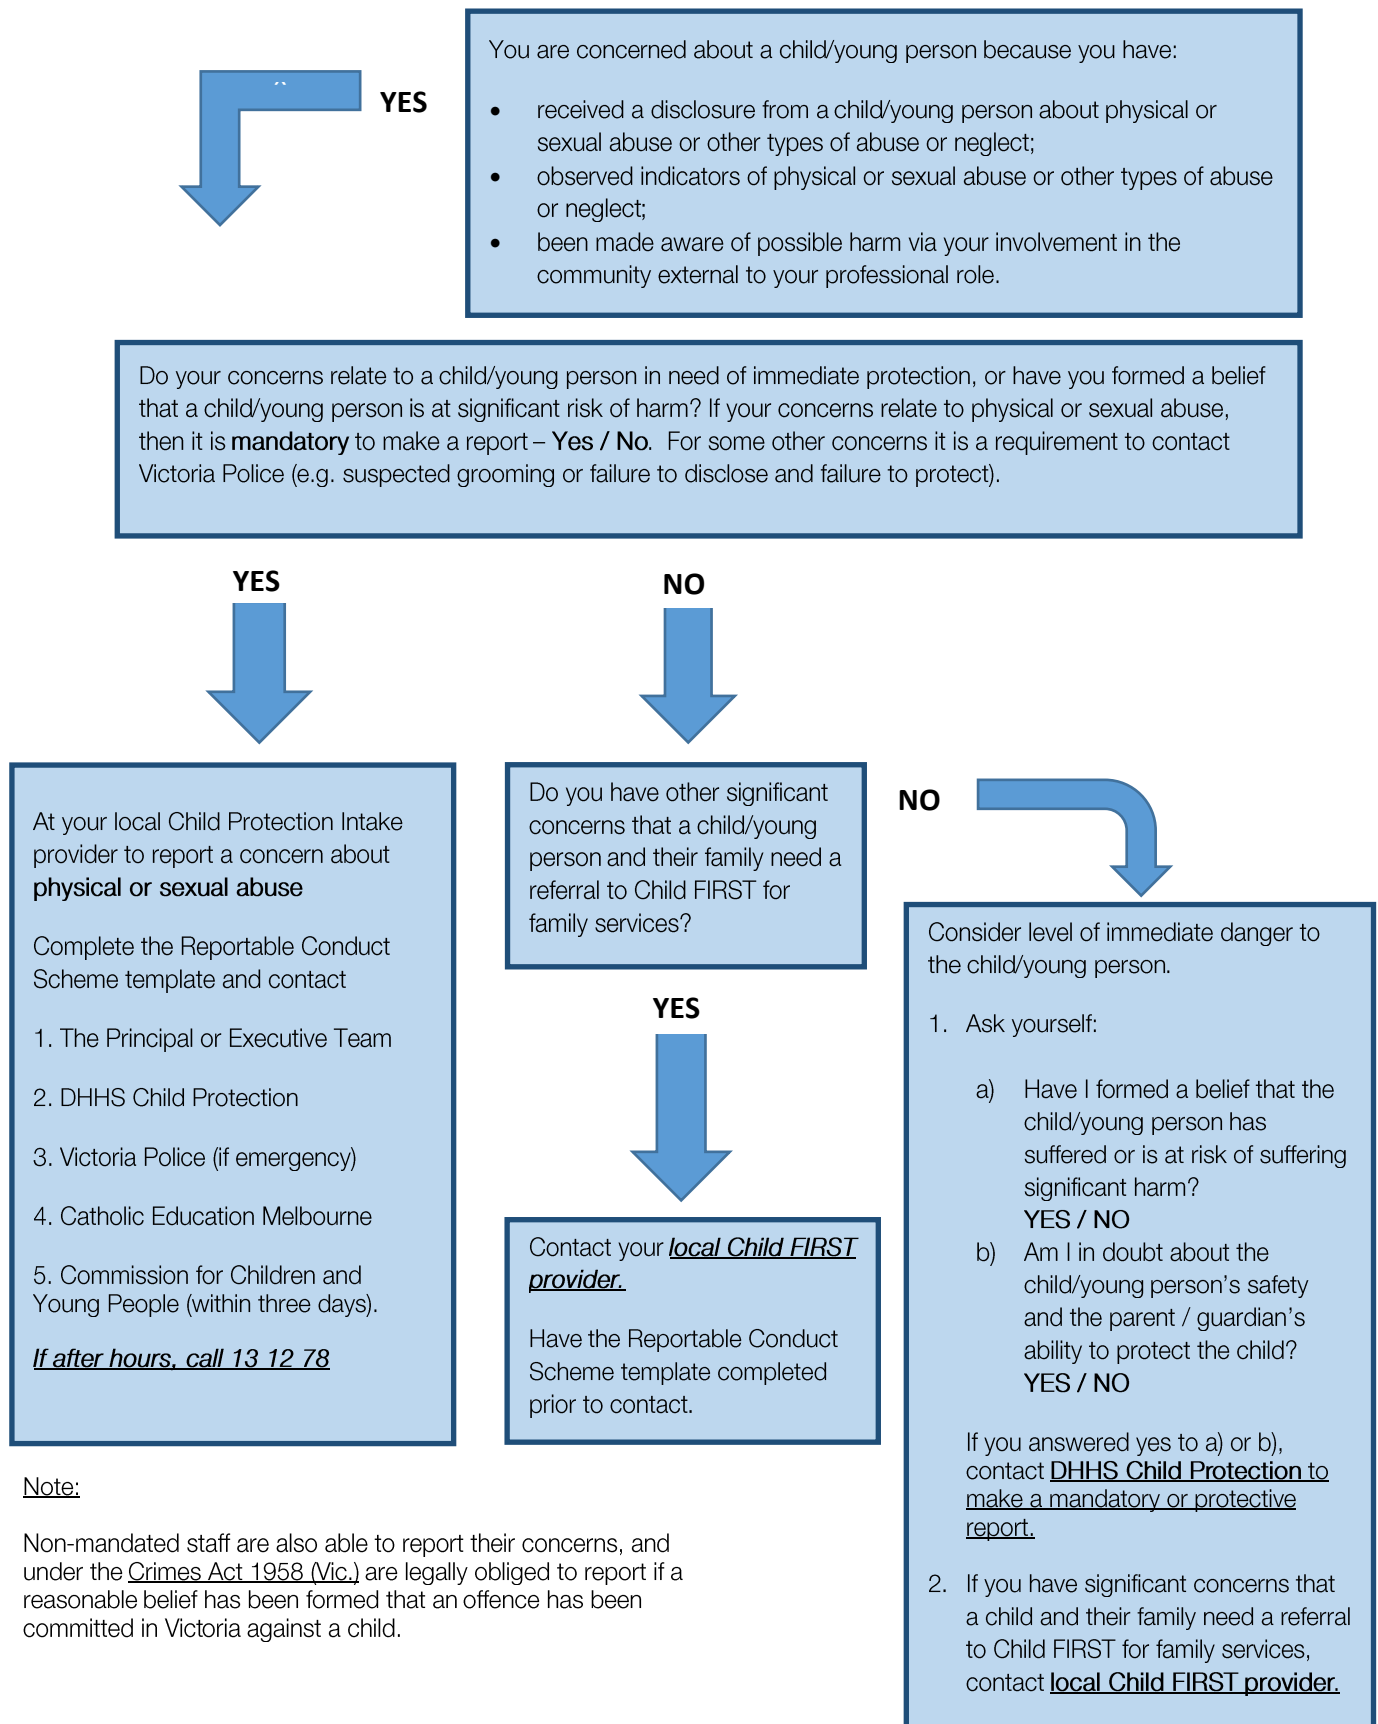 You are concerned about a child/young person because you have:
YES
• received a disclosure from a child/young person about physical or
sexual abuse or other types of abuse or neglect;
• observed indicators of physical or sexual abuse or other types of abuse
or neglect;
• been made aware of possible harm via your involvement in the
community external to your professional role.
Do your concerns relate to a child/young person in need of immediate protection, or have you formed a belief
that a child/young person is at significant risk of harm? If your concerns relate to physical or sexual abuse,
then it is mandatory to make a report – Yes / No. For some other concerns it is a requirement to contact
Victoria Police (e.g. suspected grooming or failure to disclose and failure to protect).
YES
NO
At your local Child Protection Intake
provider to report a concern about
physical or sexual abuse
Complete the Reportable Conduct
Scheme template and contact
1. The Principal or Executive Team
2. DHHS Child Protection
3. Victoria Police (if emergency)
4. Catholic Education Melbourne
5. Commission for Children and
Young People (within three days).
If after hours, call 13 12 78
Do you have other significant
concerns that a child/young
person and their family need a
referral to Child FIRST for
family services?
NO
YES
Contact your local Child FIRST
provider.
Have the Reportable Conduct
Scheme template completed
prior to contact.
Consider level of immediate danger to
the child/young person.
1. Ask yourself:
a) Have I formed a belief that the
child/young person has
suffered or is at risk of suffering
significant harm?
YES / NO
b) Am I in doubt about the
child/young person's safety
and the parent / guardian's
ability to protect the child?
YES / NO
If you answered yes to a) or b),
contact DHHS Child Protection to
make a mandatory or protective
report.
2. If you have significant concerns that
a child and their family need a referral
to Child FIRST for family services,
contact local Child FIRST provider.
Note:
Non-mandated staff are also able to report their concerns, and
under the Crimes Act 1958 (Vic.) are legally obliged to report if a
reasonable belief has been formed that an offence has been
committed in Victoria against a child.